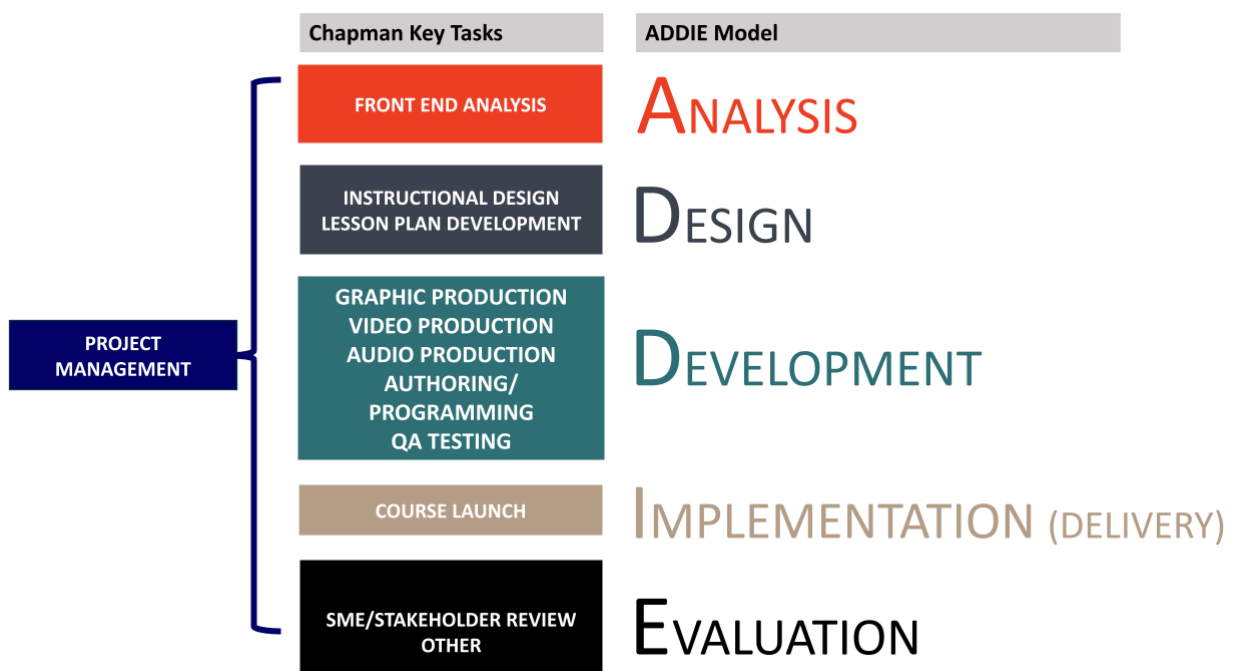 Chapman Key Tasks
ADDIE Model
FRONT END ANALYSIS
ANALYSIS
INSTRUCTIONAL DESIGN
LESSON PLAN DEVELOPMENT
DESIGN
PROJECT
MANAGEMENT
GRAPHIC PRODUCTION
VIDEO PRODUCTION
AUDIO PRODUCTION
AUTHORING/
PROGRAMMING
QA TESTING
DEVELOPMENT
COURSE LAUNCH
IMPLEMENTATION (DELIVERY)
SME/STAKEHOLDER REVIEW
OTHER
EVALUATION